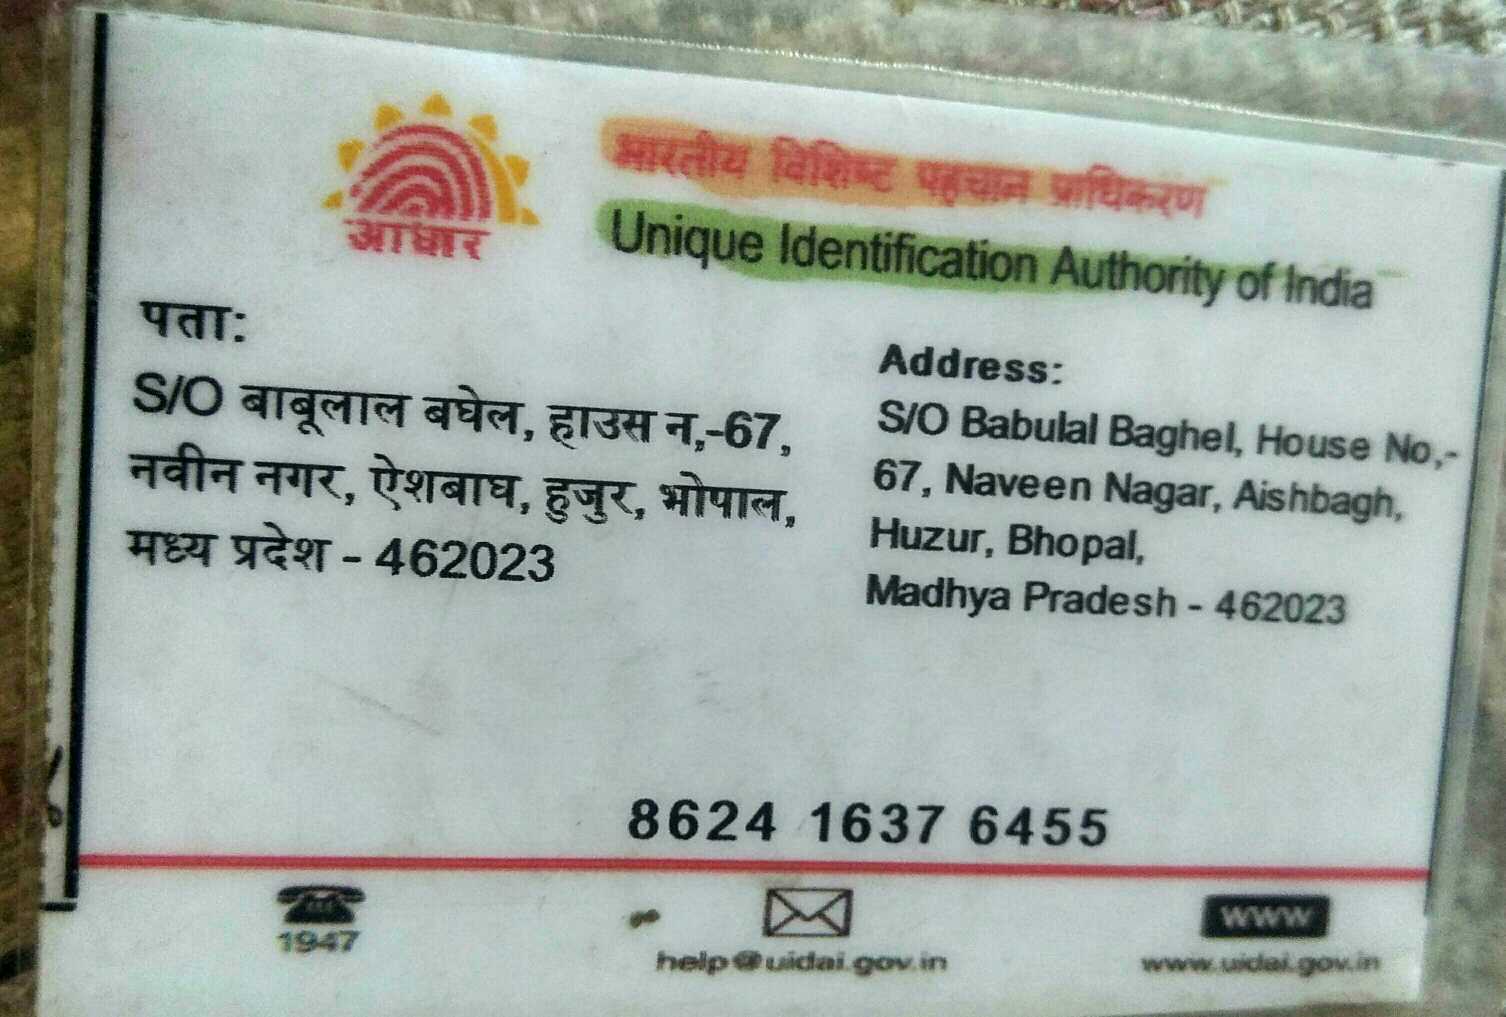 आधार
भारतीय विशिष्ट पहचान प्राधिकरण
Unique Identification Authority of India
पता:
S/O बाबूलाल बघेल, हाउस न,-67,
नवीन नगर, ऐशबाघ, हुजुर, भोपाल,
मध्य प्रदेश - 462023
Address:
S/O Babulal Baghel, House No,-
67, Naveen Nagar, Aishbagh,
Huzur, Bhopal,
Madhya Pradesh - 462023
8624 1637 6455
1947
help@uidai.gov.in
www
www.uidai.gov.in